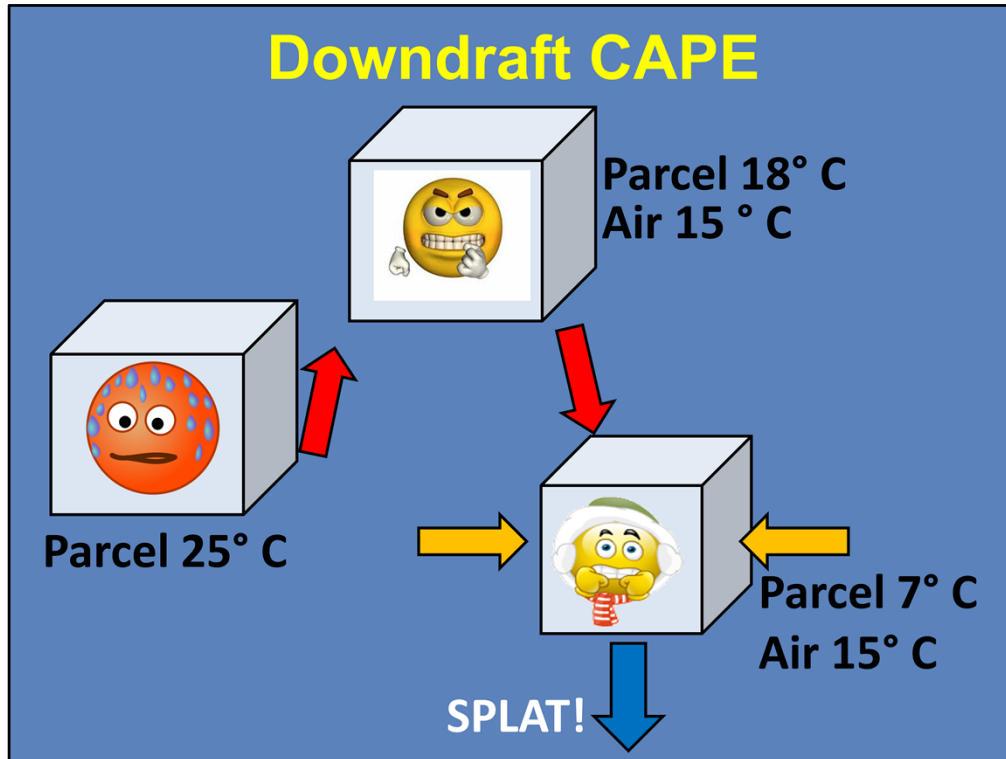 Downdraft CAPE
Parcel 18° C
Air 15 ° C
Parcel 25° C
Parcel 7° C
Air 15° C
SPLAT!